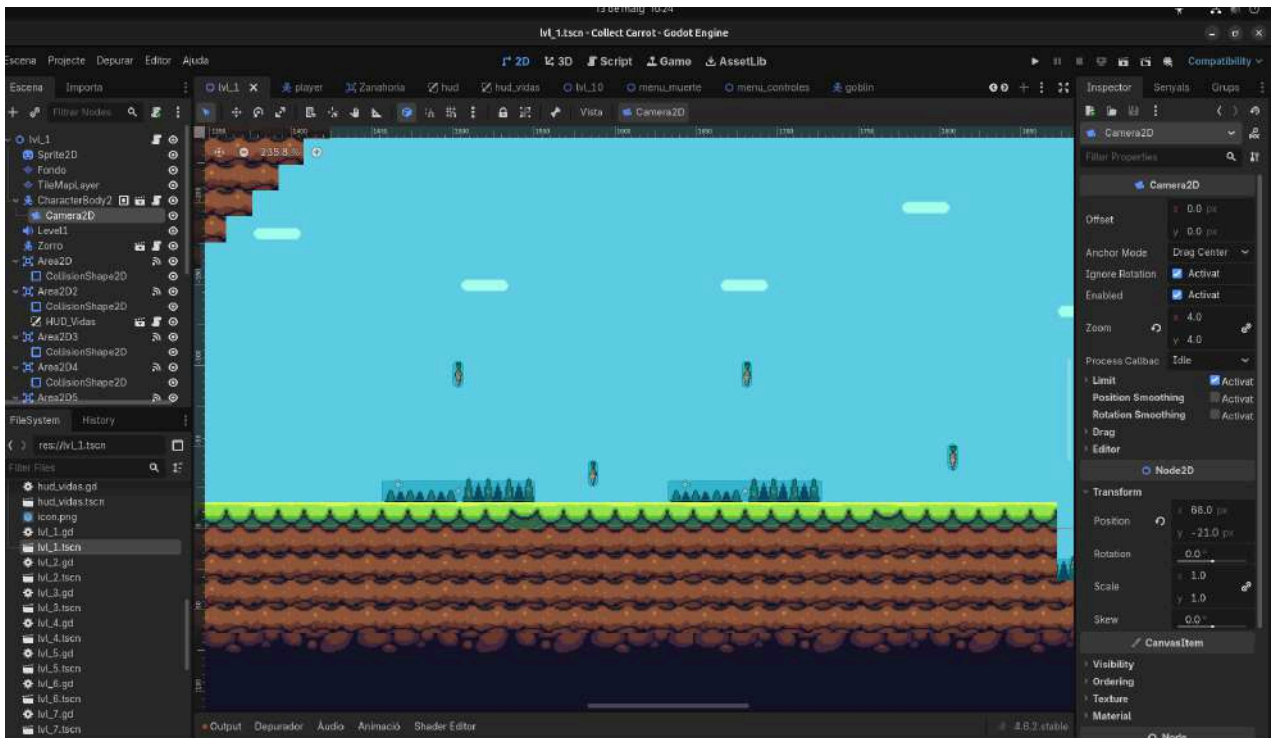 13 de maig 10:24
lvl_1.tscn - Collect Carrot - Godot Engine
Escena Projecte Depurar Editor Ajuda
2D 3D Script Game AssetLib
Compatibility
Escena Importa
lvl_1 player Zanahoria hud hud_vidas lvl_10 menu_muerte menu_controles goblin
Inspector Senyals Grups
Filtrar Nodes
Vista Camera2D
235.8 %
lvl_1
Sprite2D
Fondo
TileMapLayer
CharacterBody2
Camera2D
Level1
Zorro
Area2D
CollisionShape2D
Area2D2
CollisionShape2D
HUD_Vidas
Area2D3
CollisionShape2D
Area2D4
CollisionShape2D
Area2D5
FileSystem History
res://lvl_1.tscn
Filter Files
hud_vidas.gd
hud_vidas.tscn
icon.png
lvl_1.gd
lvl_1.tscn
lvl_2.gd
lvl_2.tscn
lvl_3.gd
lvl_3.tscn
lvl_4.gd
lvl_4.tscn
lvl_5.gd
lvl_5.tscn
lvl_6.gd
lvl_6.tscn
lvl_7.gd
lvl_7.tscn
Output Depurador Àudio Animació Shader Editor
4.6.2.stable
Camera2D
Filter Properties
Camera2D
Offset
x 0.0 px
y 0.0 px
Anchor Mode Drag Center
Ignore Rotation Activat
Enabled Activat
Zoom
x 4.0
y 4.0
Process Callbac Idle
Limit Activat
Position Smoothing Activat
Rotation Smoothing Activat
Drag
Editor
Node2D
Transform
Position
x 68.0 px
y -21.0 px
Rotation 0.0 °
Scale
x 1.0
y 1.0
Skew 0.0 °
CanvasItem
Visibility
Ordering
Texture
Material
Node